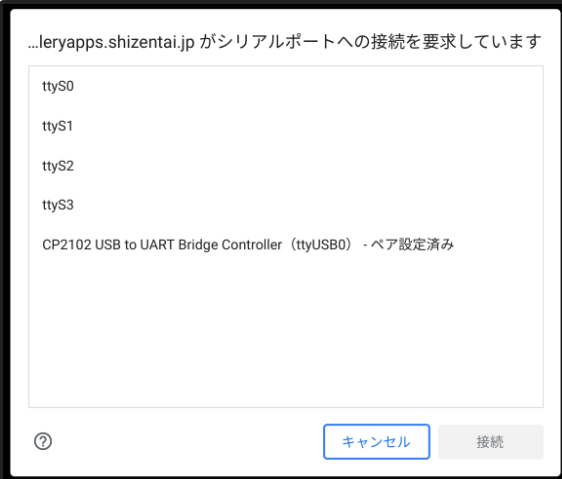 …leryapps.shizentai.jp がシリアルポートへの接続を要求しています
ttyS0
ttyS1
ttyS2
ttyS3
CP2102 USB to UART Bridge Controller（ttyUSB0） - ペア設定済み
キャンセル
接続